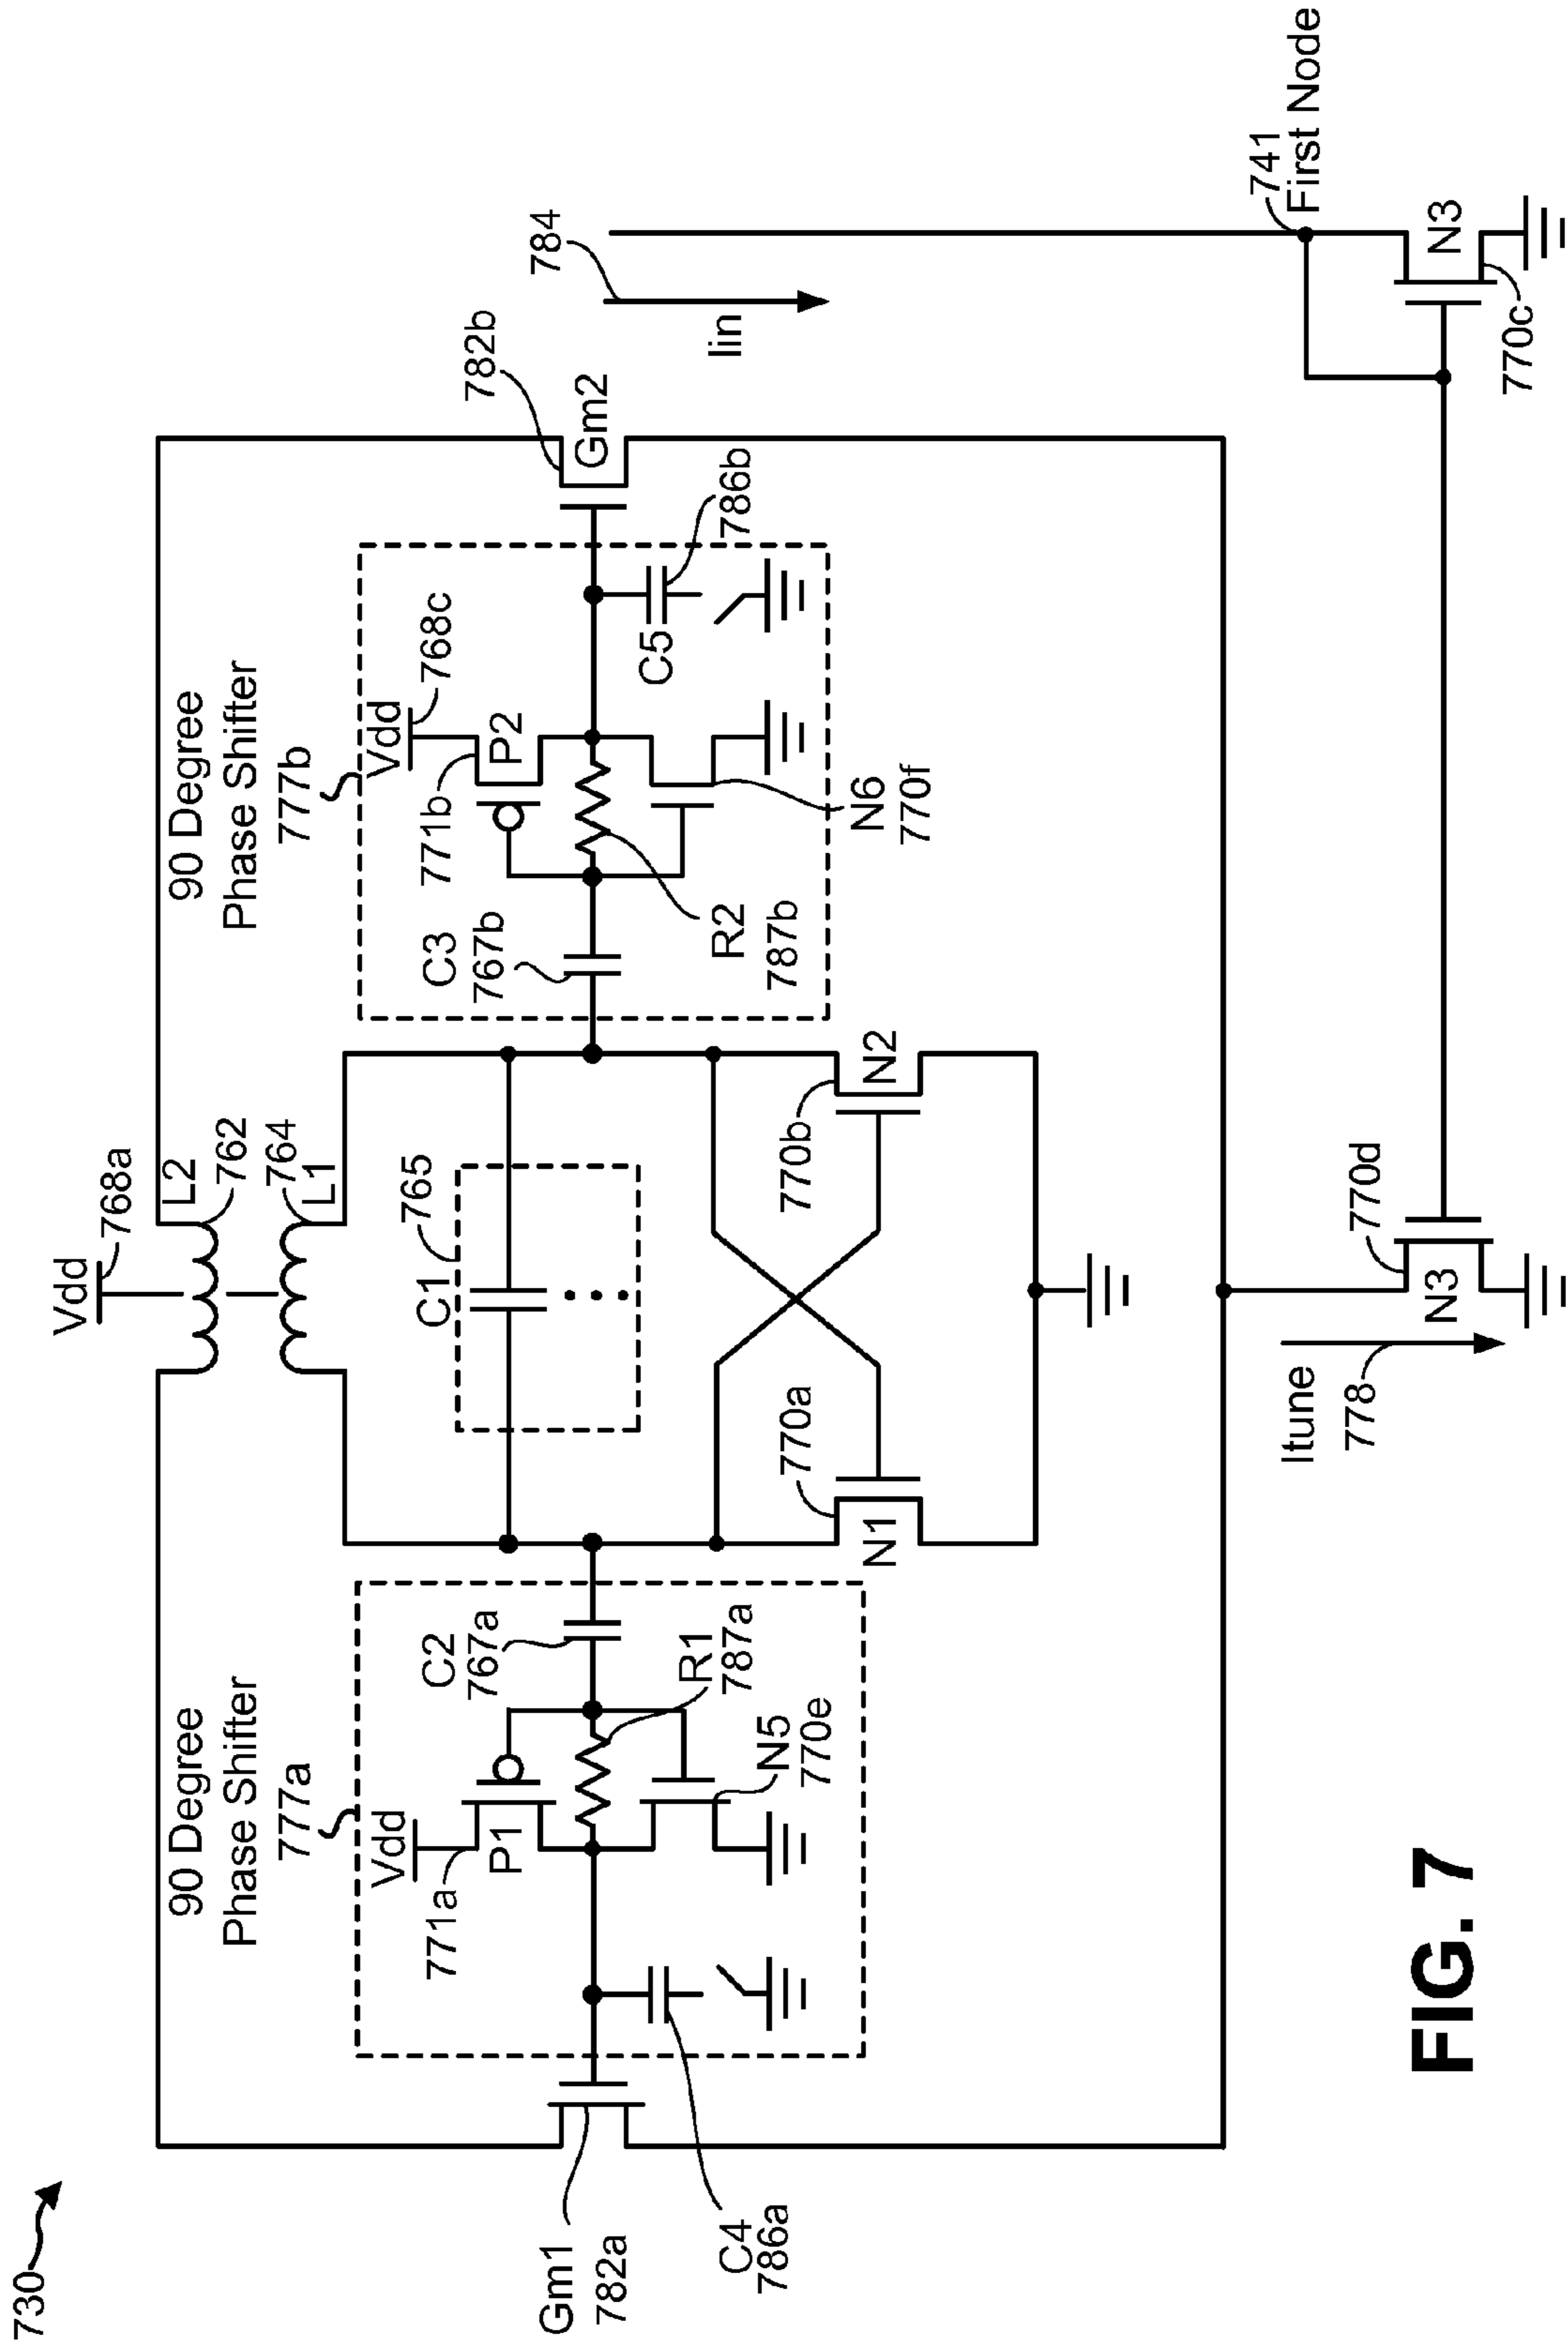 730
Vdd
768a
L2
762
764
L1
90 Degree
Phase Shifter
777a
90 Degree
Phase Shifter
777b
Vdd
771a
P1
C2
767a
R1
787a
N5
770e
C4
786a
Gm1
782a
C1
765
770a
N1
770b
N2
C3
767b
Vdd
768c
771b
P2
R2
787b
N6
770f
C5
786b
Gm2
782b
784
Iin
741
First Node
N3
770c
Itune
778
N3
770d
FIG. 7